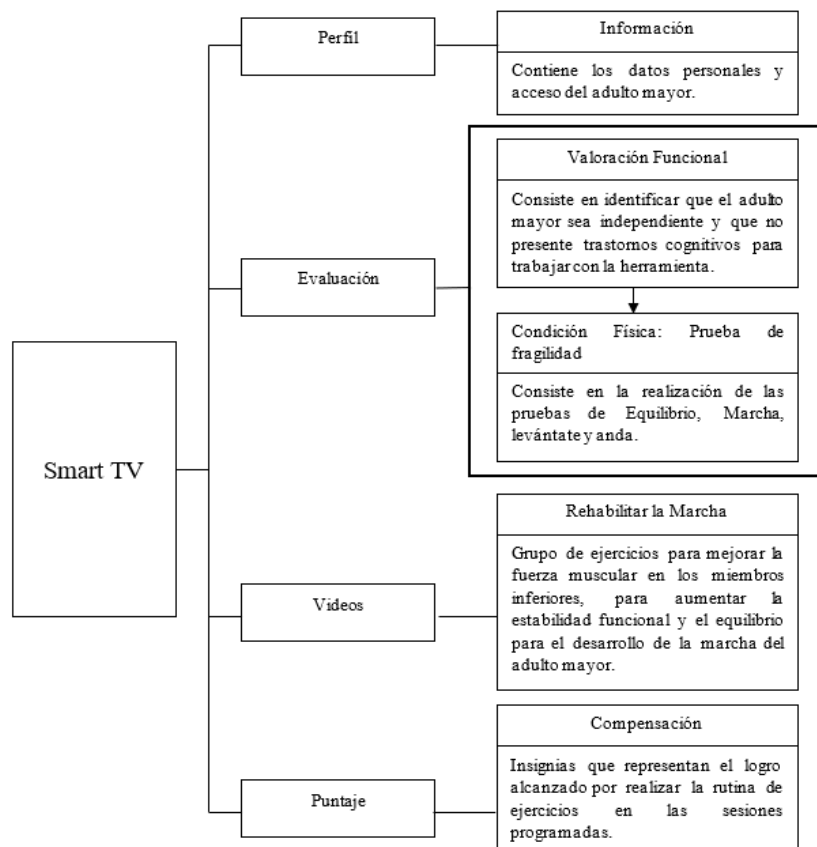 Perfil
Información
Contiene los datos personales y
acceso del adulto mayor.
Evaluación
Valoración Funcional
Consiste en identificar que el adulto
mayor sea independiente y que no
presente trastornos cognitivos para
trabajar con la herramienta.
Condición Física: Prueba de
fragilidad
Consiste en la realización de las
pruebas de Equilibrio, Marcha,
levántate y anda.
Smart TV
Videos
Rehabilitar la Marcha
Grupo de ejercicios para mejorar la
fuerza muscular en los miembros
inferiores, para aumentar la
estabilidad funcional y el equilibrio
para el desarrollo de la marcha del
adulto mayor.
Puntaje
Compensación
Insignias que representan el logro
alcanzado por realizar la rutina de
ejercicios en las sesiones
programadas.